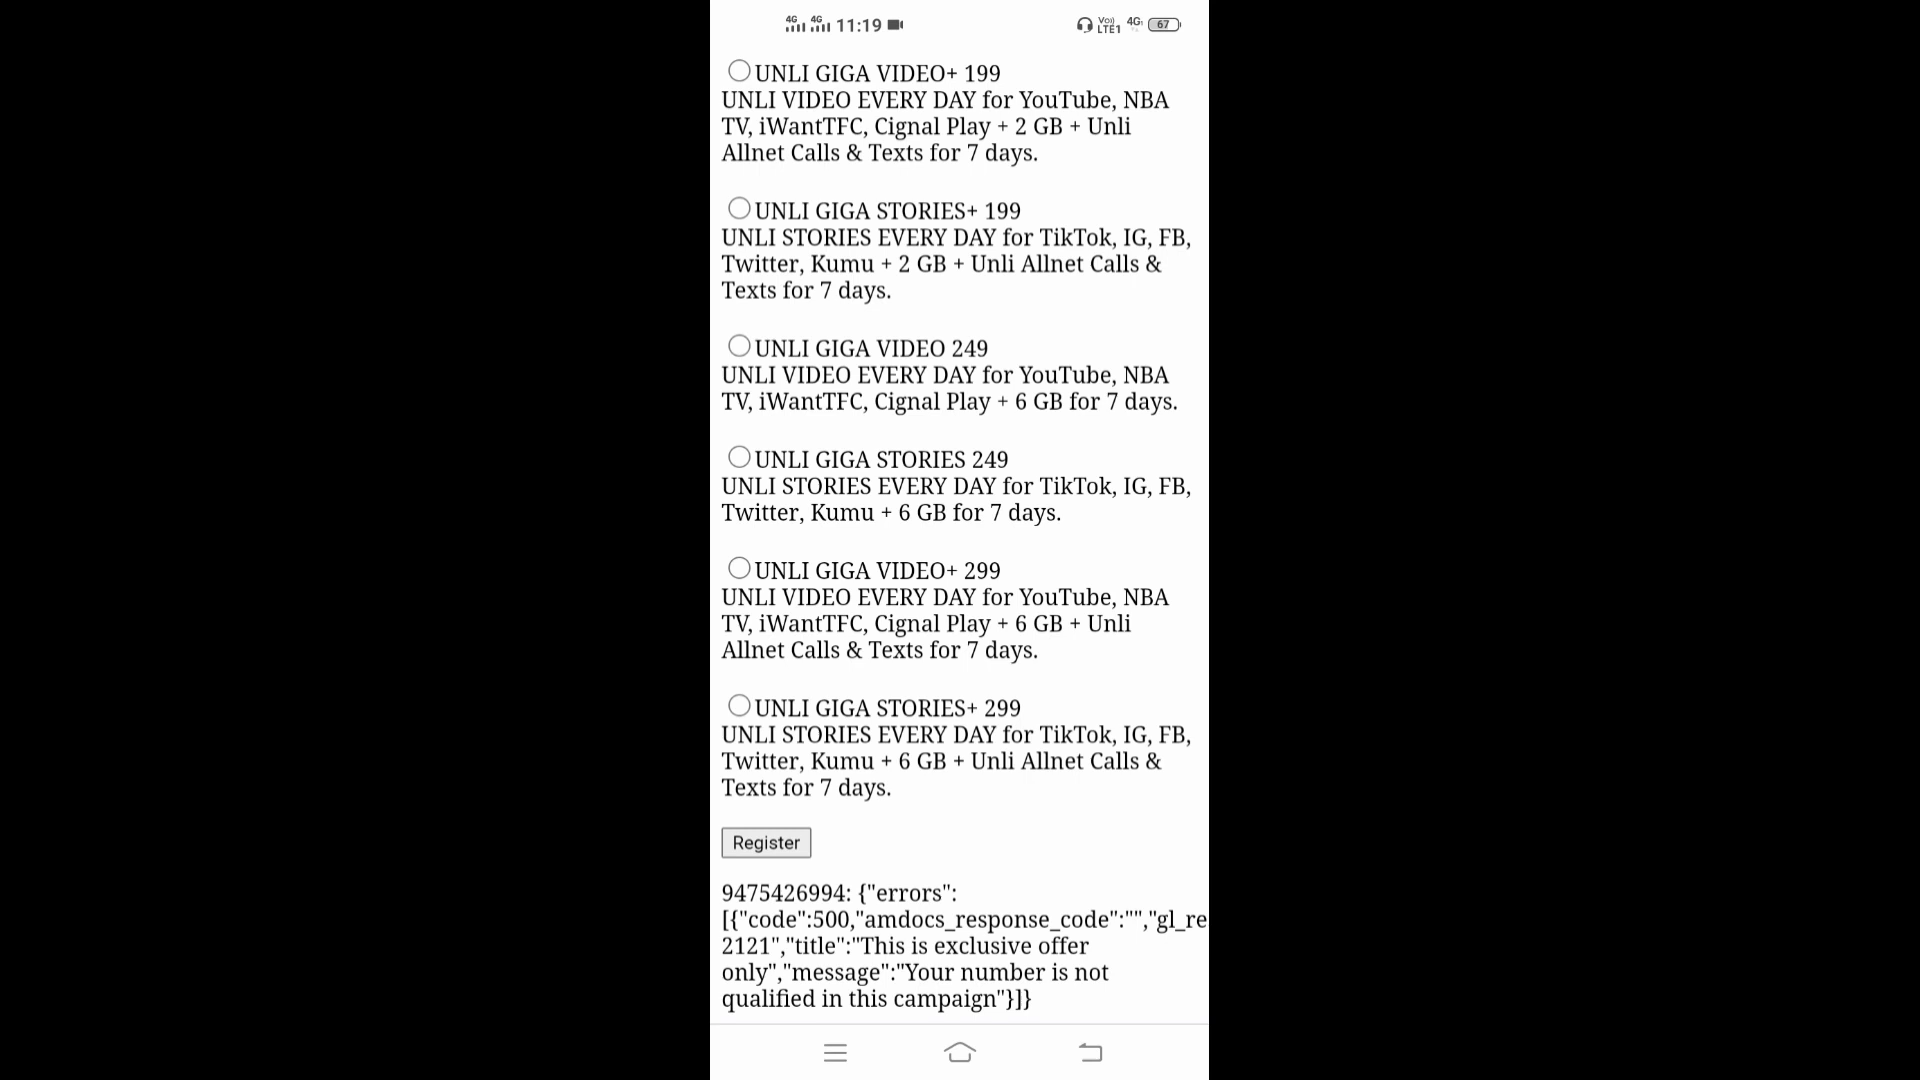 4G 4G 11:19 Vo) LTE1 4G 67
UNLI GIGA VIDEO+ 199
UNLI VIDEO EVERY DAY for YouTube, NBA
TV, iWantTFC, Cignal Play + 2 GB + Unli
Allnet Calls & Texts for 7 days.
UNLI GIGA STORIES+ 199
UNLI STORIES EVERY DAY for TikTok, IG, FB,
Twitter, Kumu + 2 GB + Unli Allnet Calls &
Texts for 7 days.
UNLI GIGA VIDEO 249
UNLI VIDEO EVERY DAY for YouTube, NBA
TV, iWantTFC, Cignal Play + 6 GB for 7 days.
UNLI GIGA STORIES 249
UNLI STORIES EVERY DAY for TikTok, IG, FB,
Twitter, Kumu + 6 GB for 7 days.
UNLI GIGA VIDEO+ 299
UNLI VIDEO EVERY DAY for YouTube, NBA
TV, iWantTFC, Cignal Play + 6 GB + Unli
Allnet Calls & Texts for 7 days.
UNLI GIGA STORIES+ 299
UNLI STORIES EVERY DAY for TikTok, IG, FB,
Twitter, Kumu + 6 GB + Unli Allnet Calls &
Texts for 7 days.
Register
9475426994: {"errors":
[{"code":500,"amdocs_response_code":"","gl_re
2121","title":"This is exclusive offer
only","message":"Your number is not
qualified in this campaign"}]}